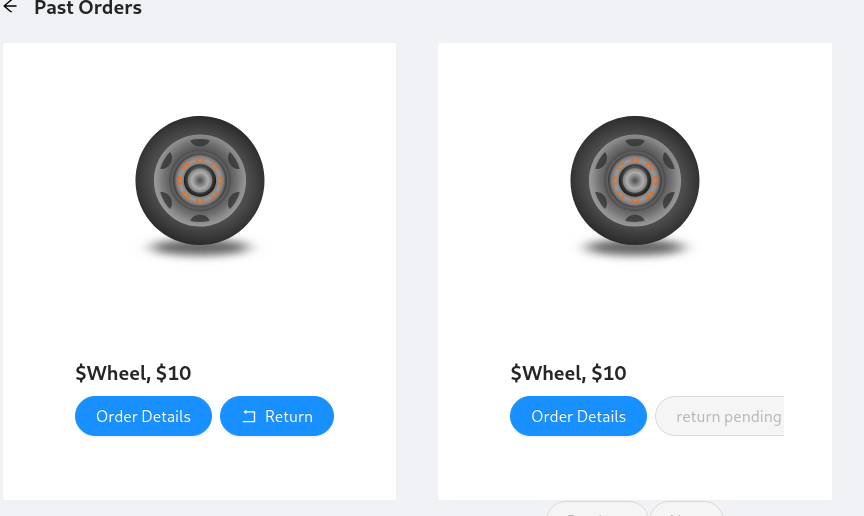 Past Orders
$Wheel, $10
Order Details
Return
$Wheel, $10
Order Details
return pending